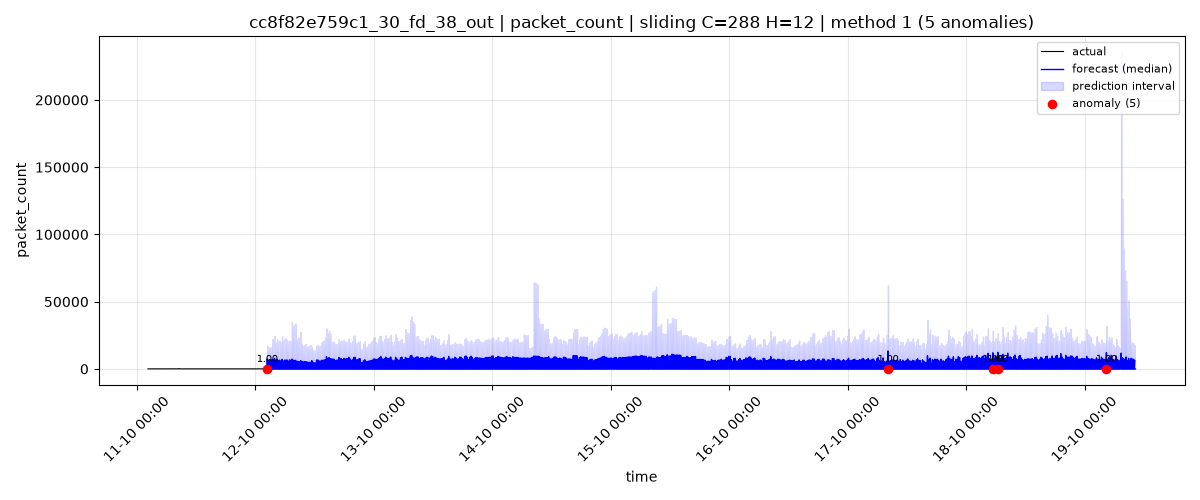 cc8f82e759c1_30_fd_38_out | packet_count | sliding C=288 H=12 | method 1 (5 anomalies)
actual
forecast (median)
prediction interval
anomaly (5)
packet_count
200000
150000
100000
50000
0
1.00
1.00
1.00
11-10 00:00
12-10 00:00
13-10 00:00
14-10 00:00
15-10 00:00
16-10 00:00
17-10 00:00
18-10 00:00
19-10 00:00
time